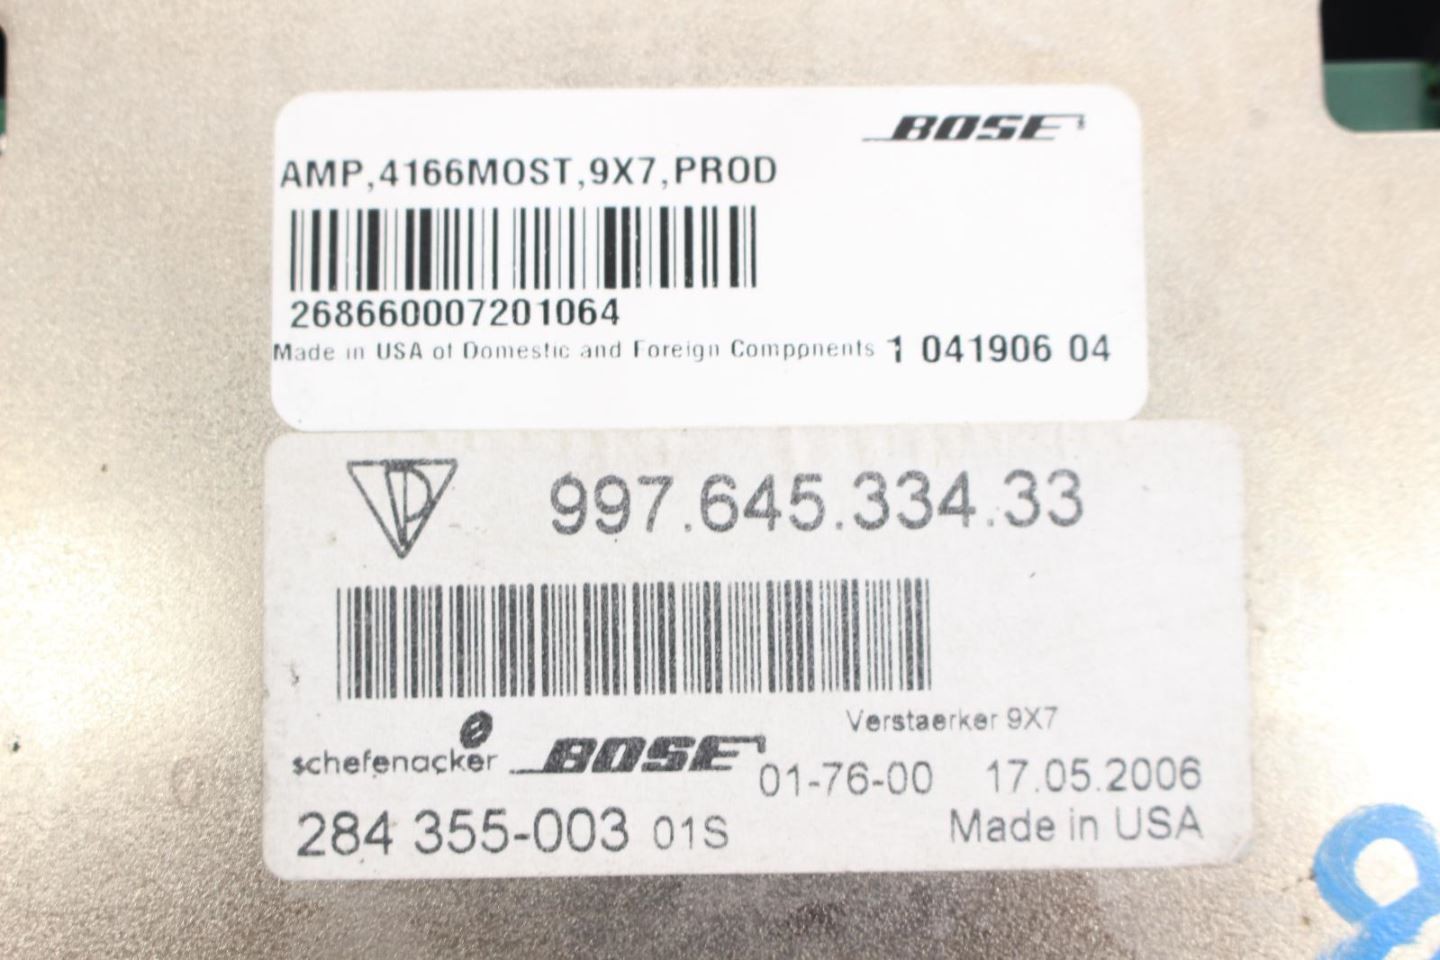 BOSE
AMP,4166MOST,9X7,PROD
268660007201064
Made in USA of Domestic and Foreign Compponents 1 041906 04
997.645.334.33
Verstaerker 9X7
schefenacker BOSE 01-76-00 17.05.2006
284 355-003 01S Made in USA